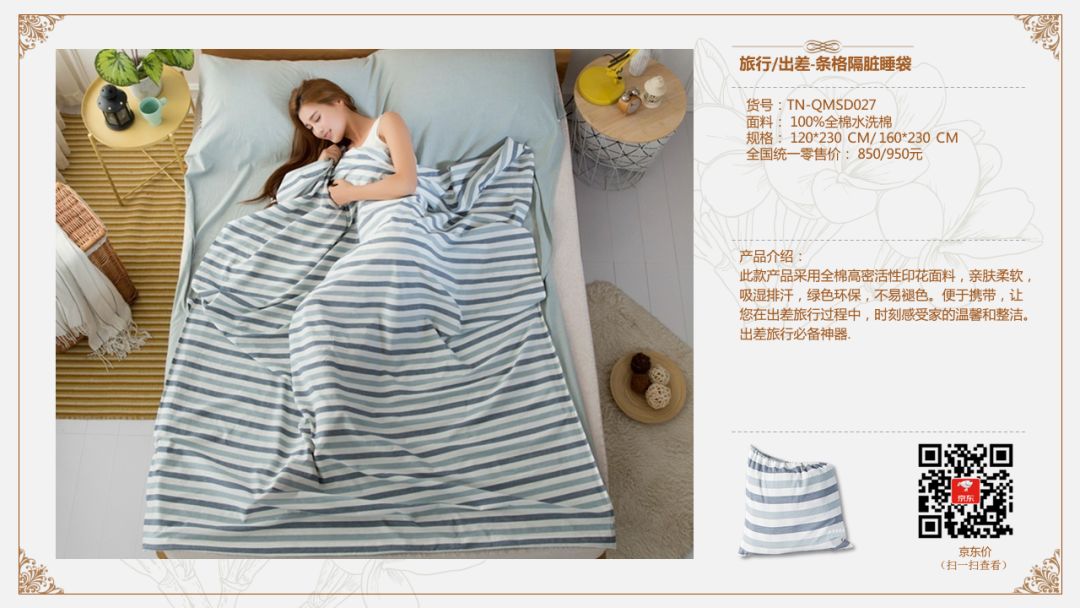 旅行/出差-条格隔脏睡袋
货号：TN-QMSD027
面料： 100%全棉水洗棉
规格： 120*230 CM/ 160*230 CM
全国统一零售价： 850/950元
产品介绍：
此款产品采用全棉高密活性印花面料，亲肤柔软，
吸湿排汗，绿色环保，不易褪色。便于携带，让
您在出差旅行过程中，时刻感受家的温馨和整洁。
出差旅行必备神器.
京东
京东价
（扫一扫查看）